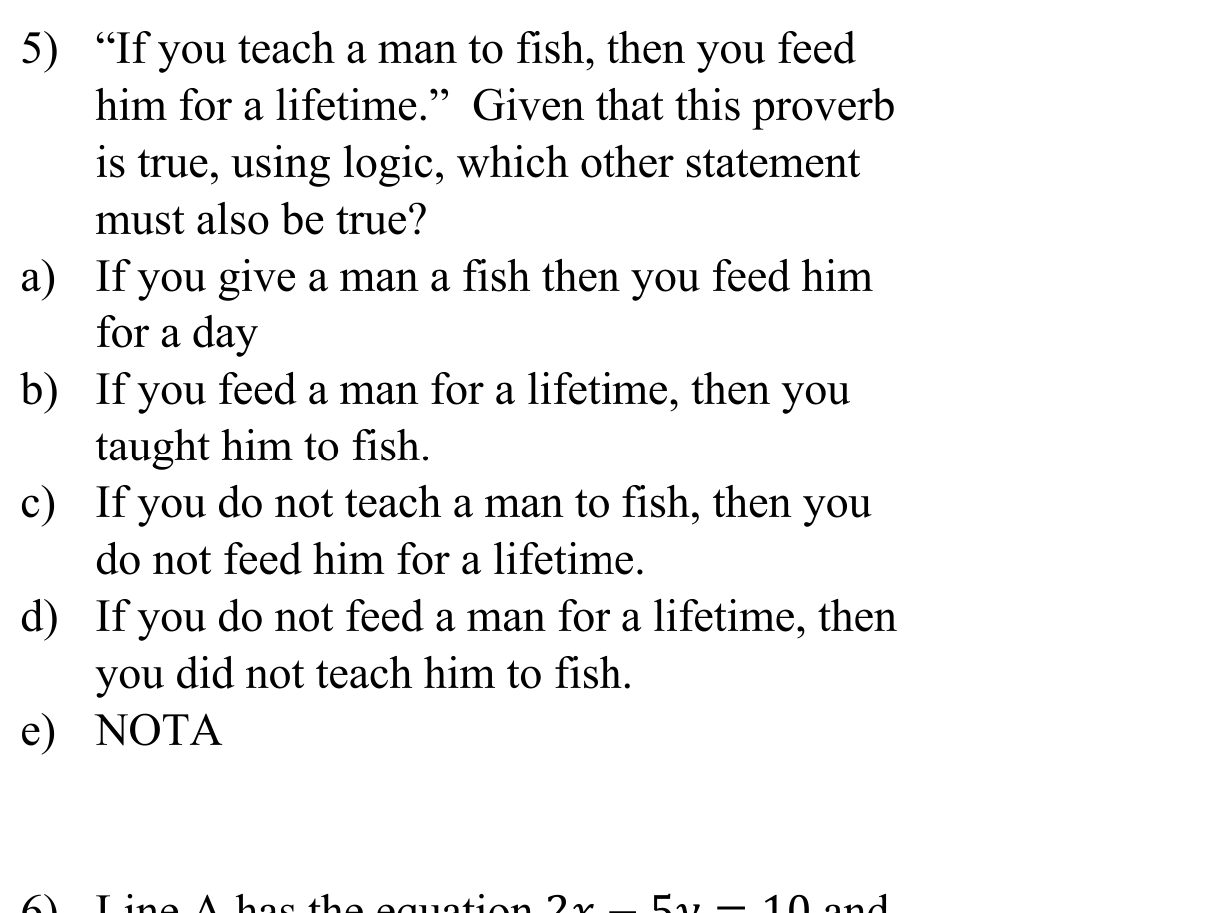 5) “If you teach a man to fish, then you feed
him for a lifetime.” Given that this proverb
is true, using logic, which other statement
must also be true?
a) If you give a man a fish then you feed him
for a day
b) If you feed a man for a lifetime, then you
taught him to fish.
c) If you do not teach a man to fish, then you
do not feed him for a lifetime.
d) If you do not feed a man for a lifetime, then
you did not teach him to fish.
e) NOTA
6) Line A has the equation 2x − 5y = 10 and